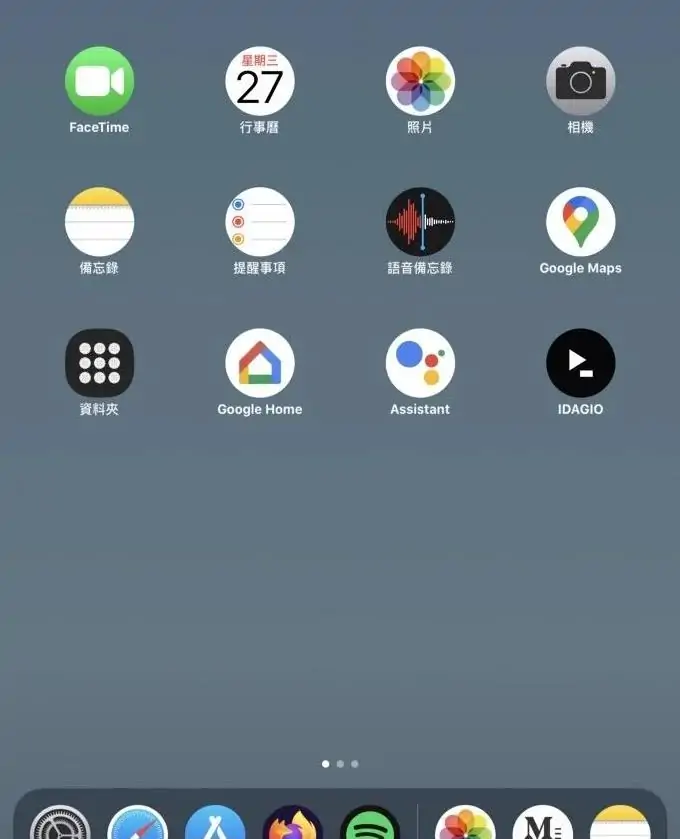 FaceTime
星期三
27
行事曆
照片
相機
備忘錄
提醒事項
語音備忘錄
Google Maps
資料夾
Google Home
Assistant
IDAGIO
M